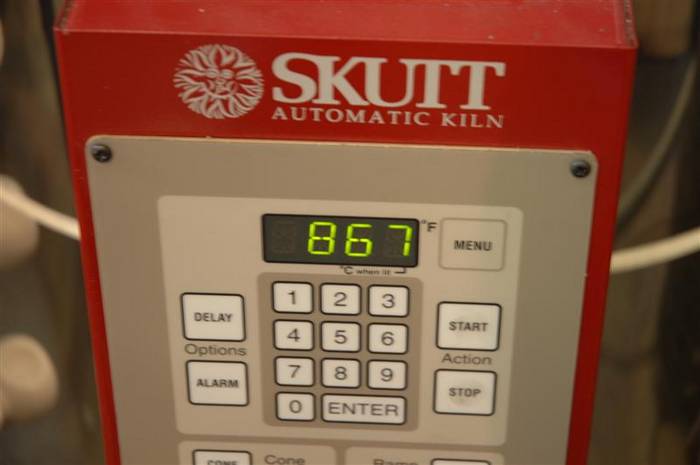 SKUTT
AUTOMATIC KILN
867 °F
MENU
°C when lit
1 2 3
DELAY
START
4 5 6
Options
Action
7 8 9
ALARM
STOP
0 ENTER
CONE Cone
Ramp